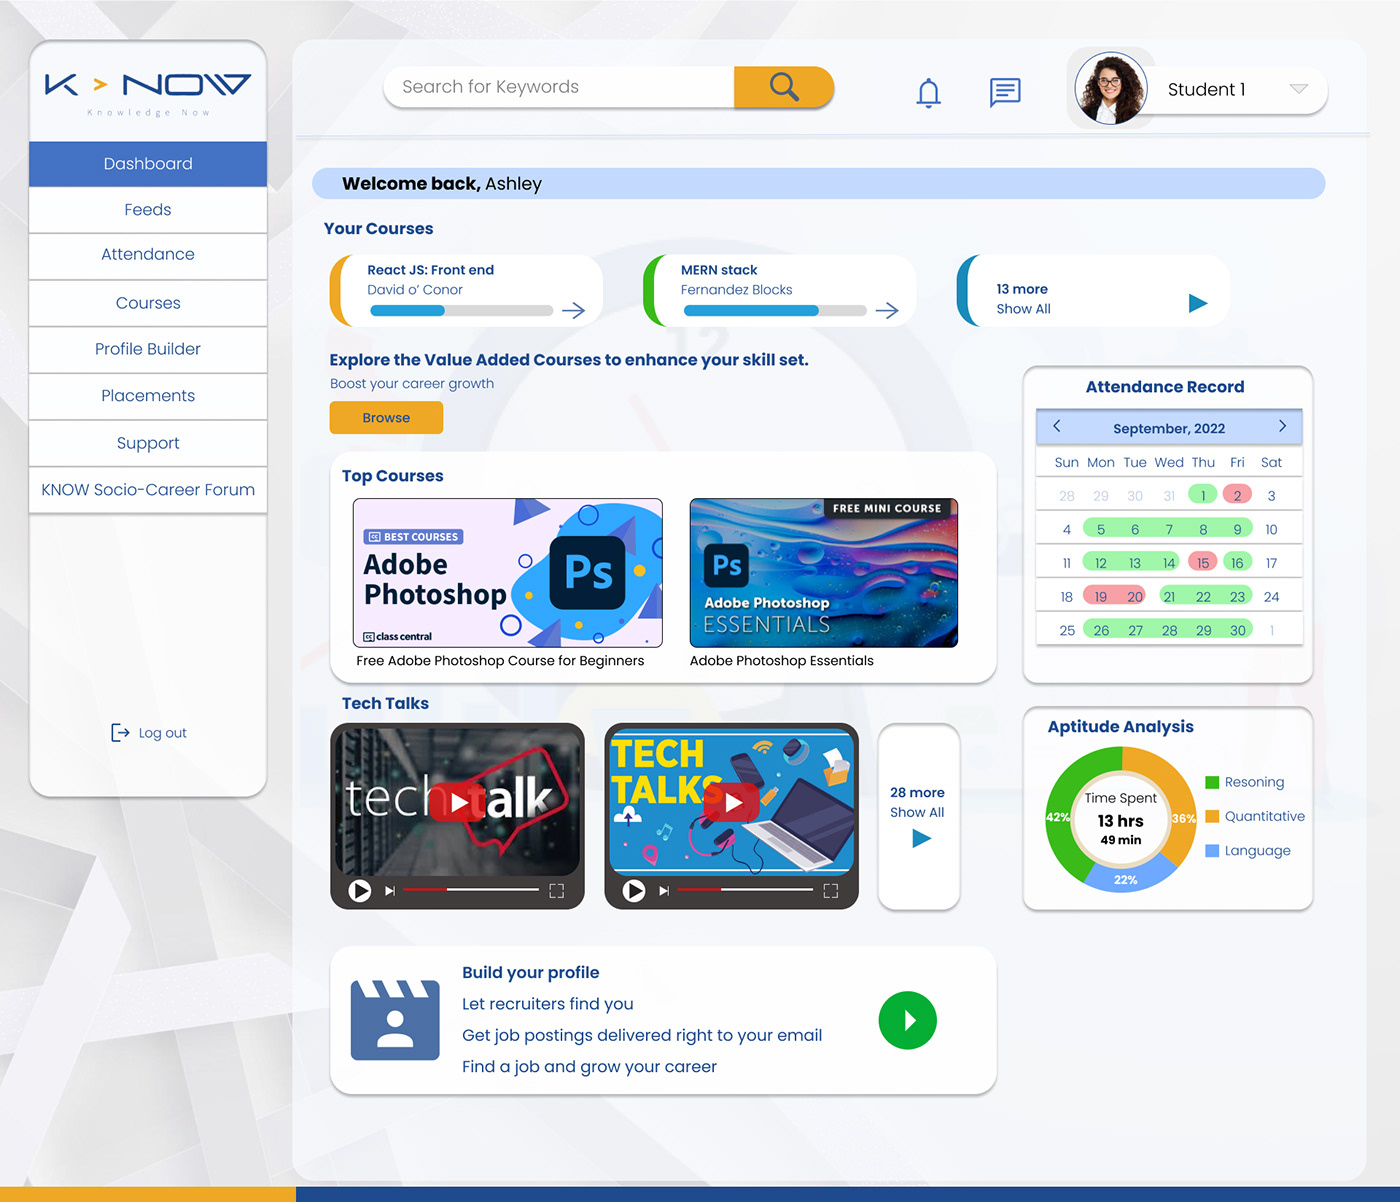 K > NOW
Knowledge Now
Dashboard
Feeds
Attendance
Courses
Profile Builder
Placements
Support
KNOW Socio-Career Forum
Log out
Search for Keywords
Student 1
Welcome back, Ashley
Your Courses
React JS: Front end
David o' Conor
MERN stack
Fernandez Blocks
13 more
Show All
Explore the Value Added Courses to enhance your skill set.
Boost your career growth
Browse
Top Courses
cc BEST COURSES
Adobe
Photoshop
Ps
cc class central
Free Adobe Photoshop Course for Beginners
FREE MINI COURSE
Ps
Adobe Photoshop
ESSENTIALS
Adobe Photoshop Essentials
Tech Talks
tech talk
TECH
TALKS
28 more
Show All
Build your profile
Let recruiters find you
Get job postings delivered right to your email
Find a job and grow your career
Attendance Record
September, 2022
Sun Mon Tue Wed Thu Fri Sat
28 29 30 31 1 2 3
4 5 6 7 8 9 10
11 12 13 14 15 16 17
18 19 20 21 22 23 24
25 26 27 28 29 30 1
Aptitude Analysis
Time Spent
13 hrs
49 min
42%
36%
22%
Resoning
Quantitative
Language
12